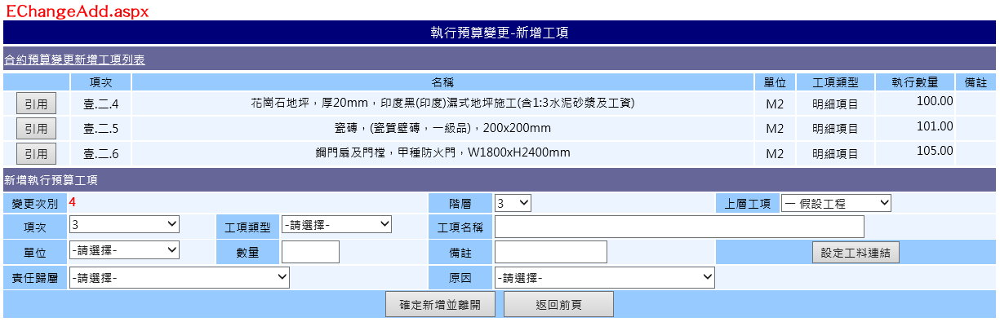 EChangeAdd.aspx
執行預算變更-新增工項
合約預算變更新增工項列表
項次 名稱 單位 工項類型 執行數量 備註
引用 壹.二.4 花崗石地坪，厚20mm，印度黑(印度)濕式地坪施工(含1:3水泥砂漿及工資) M2 明細項目 100.00
引用 壹.二.5 瓷磚，(瓷質壁磚，一級品)，200x200mm M2 明細項目 101.00
引用 壹.二.6 鋼門扇及門樘，甲種防火門，W1800xH2400mm M2 明細項目 105.00
新增執行預算工項
變更次別 4 階層 3 上層工項 一 假設工程
項次 3 工項類型 -請選擇- 工項名稱
單位 -請選擇- 數量 備註 設定工料連結
責任歸屬 -請選擇- 原因 -請選擇-
確定新增並離開 返回前頁